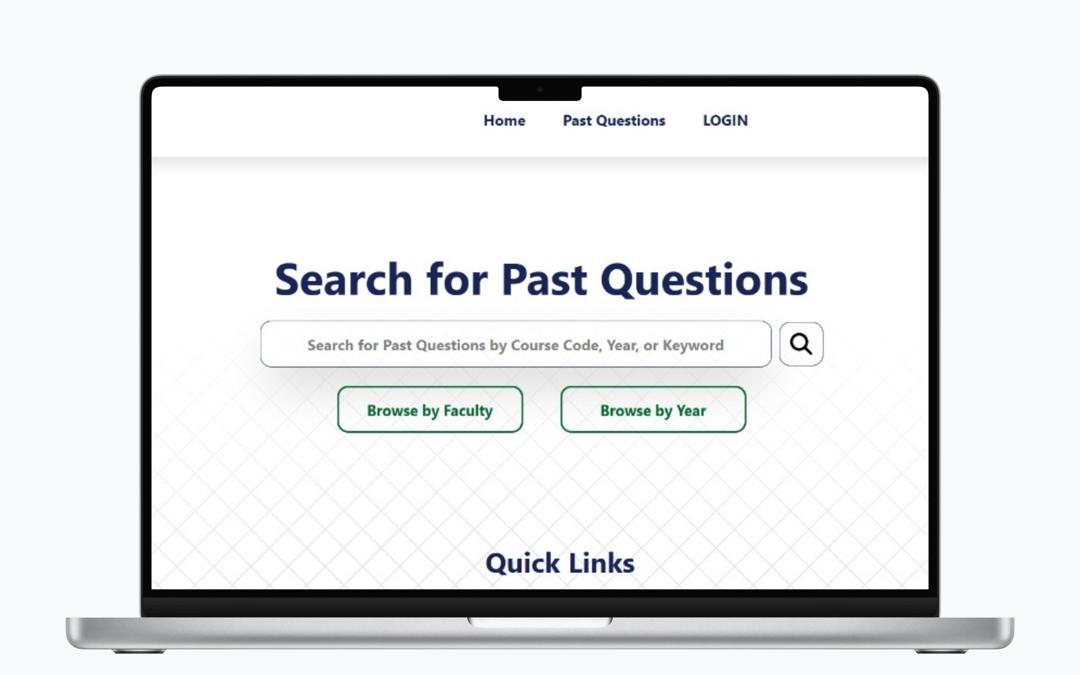 Home Past Questions LOGIN
Search for Past Questions
Search for Past Questions by Course Code, Year, or Keyword
Browse by Faculty Browse by Year
Quick Links